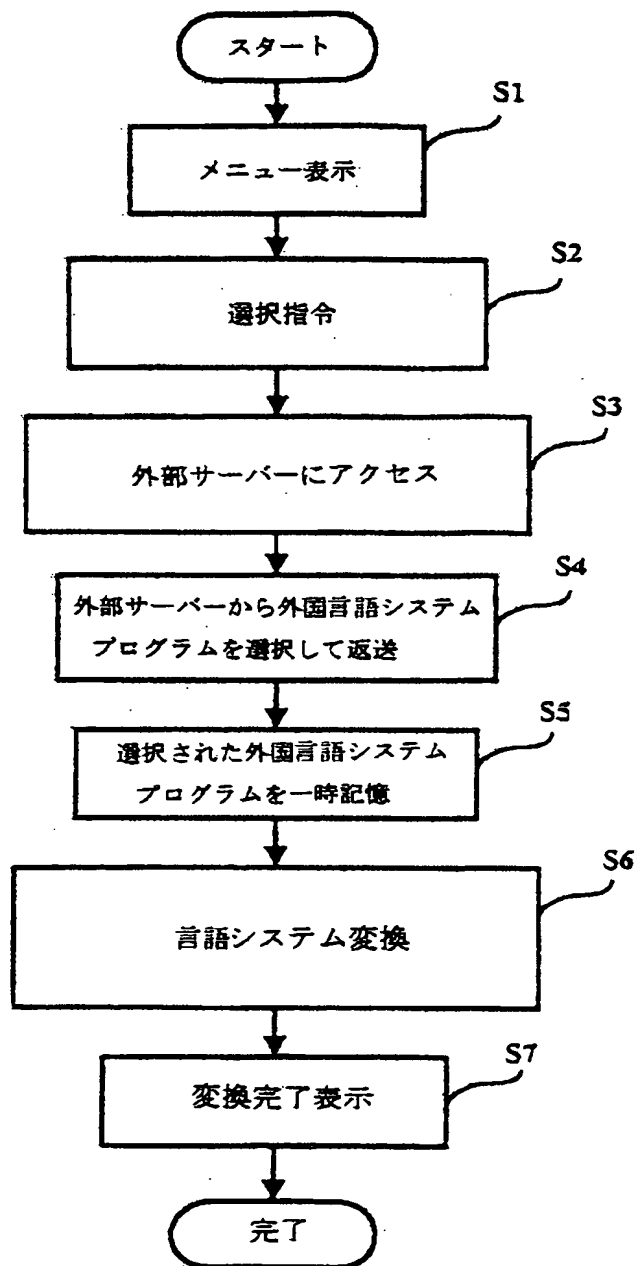 スタート
S1
メニュー表示
S2
選択指令
S3
外部サーバーにアクセス
S4
外部サーバーから外国言語システム
プログラムを選択して返送
S5
選択された外国言語システム
プログラムを一時記憶
S6
言語システム変換
S7
変換完了表示
完了